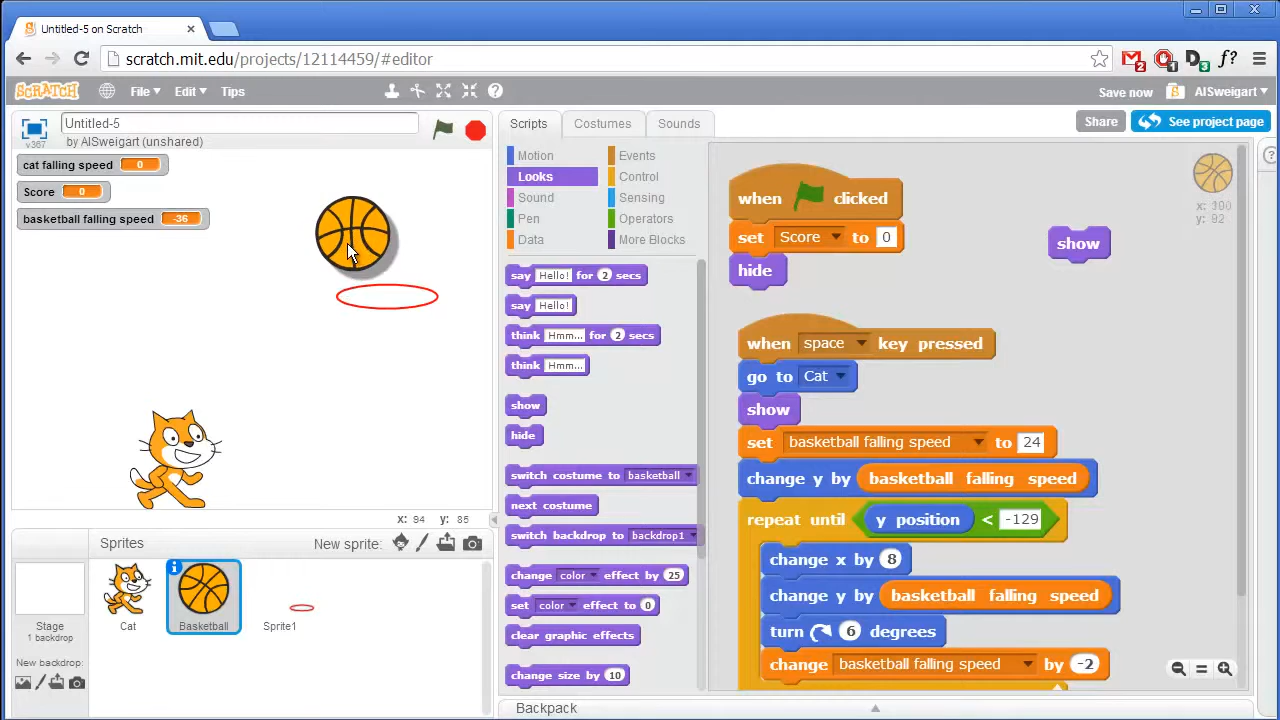 Untitled-5 on Scratch
scratch.mit.edu/projects/12114459/#editor
2
1
D
3
f?
SCRATCH
File
Edit
Tips
Save now
AlSweigart
Untitled-5
v367
by AlSweigart (unshared)
Scripts
Costumes
Sounds
Share
See project page
cat falling speed 0
Score 0
basketball falling speed -36
Motion
Events
Looks
Control
Sound
Sensing
Pen
Operators
Data
More Blocks
say Hello! for 2 secs
say Hello!
think Hmm... for 2 secs
think Hmm...
show
hide
switch costume to basketball
next costume
switch backdrop to backdrop1
change color effect by 25
set color effect to 0
clear graphic effects
change size by 10
when clicked
set Score to 0
hide
show
x: 100
y: 92
when space key pressed
go to Cat
show
set basketball falling speed to 24
change y by basketball falling speed
repeat until y position < -129
change x by 8
change y by basketball falling speed
turn 6 degrees
change basketball falling speed by -2
x: 94 y: 85
Sprites
New sprite:
Stage
1 backdrop
New backdrop:
Cat
Basketball
Sprite1
Backpack